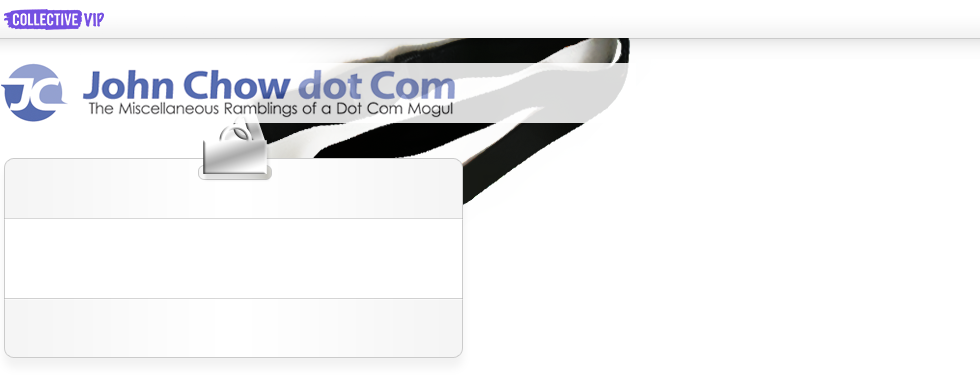 COLLECTIVE VIP
JC
John Chow dot Com
The Miscellaneous Ramblings of a Dot Com Mogul